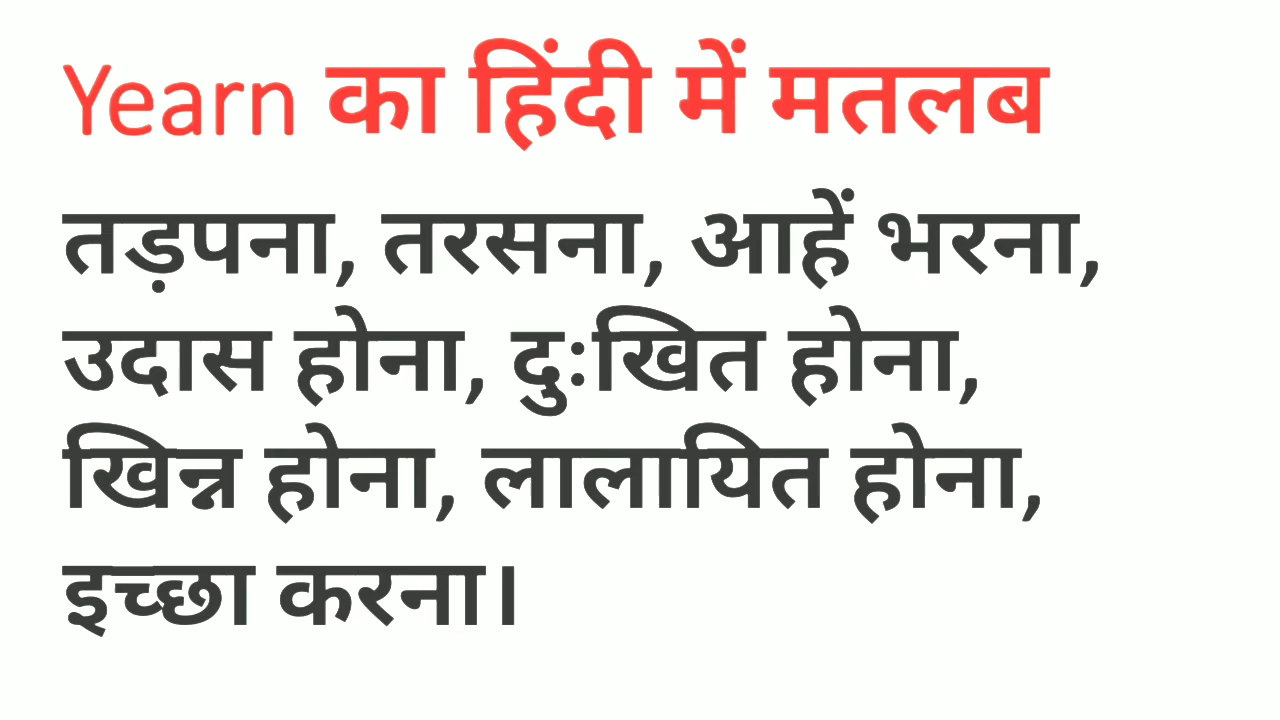 Yearn का हिंदी में मतलब
तड़पना, तरसना, आहें भरना,
उदास होना, दुःखित होना,
खिन्न होना, लालायित होना,
इच्छा करना।